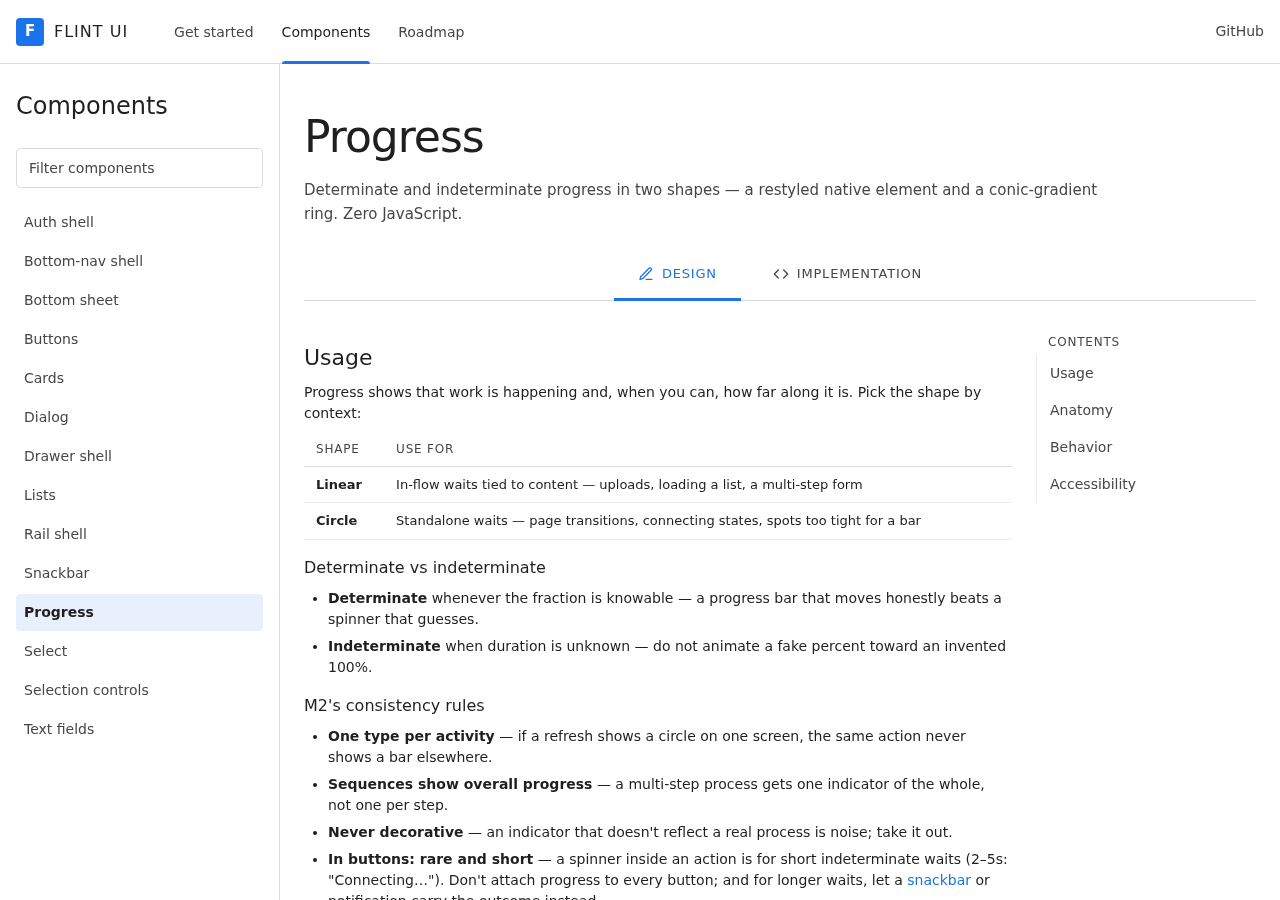 F FLINT UI Get started Components Roadmap GitHub
Components
Filter components
Auth shell
Bottom-nav shell
Bottom sheet
Buttons
Cards
Dialog
Drawer shell
Lists
Rail shell
Snackbar
Progress
Select
Selection controls
Text fields
Progress
Determinate and indeterminate progress in two shapes — a restyled native element and a conic-gradient
ring. Zero JavaScript.
DESIGN IMPLEMENTATION
Usage
Progress shows that work is happening and, when you can, how far along it is. Pick the shape by
context:
SHAPE USE FOR
Linear In-flow waits tied to content — uploads, loading a list, a multi-step form
Circle Standalone waits — page transitions, connecting states, spots too tight for a bar
Determinate vs indeterminate
• Determinate whenever the fraction is knowable — a progress bar that moves honestly beats a
spinner that guesses.
• Indeterminate when duration is unknown — do not animate a fake percent toward an invented
100%.
M2's consistency rules
• One type per activity — if a refresh shows a circle on one screen, the same action never
shows a bar elsewhere.
• Sequences show overall progress — a multi-step process gets one indicator of the whole,
not one per step.
• Never decorative — an indicator that doesn't reflect a real process is noise; take it out.
• In buttons: rare and short — a spinner inside an action is for short indeterminate waits (2–5s:
"Connecting…"). Don't attach progress to every button; and for longer waits, let a snackbar or
notification carry the outcome instead.
CONTENTS
Usage
Anatomy
Behavior
Accessibility